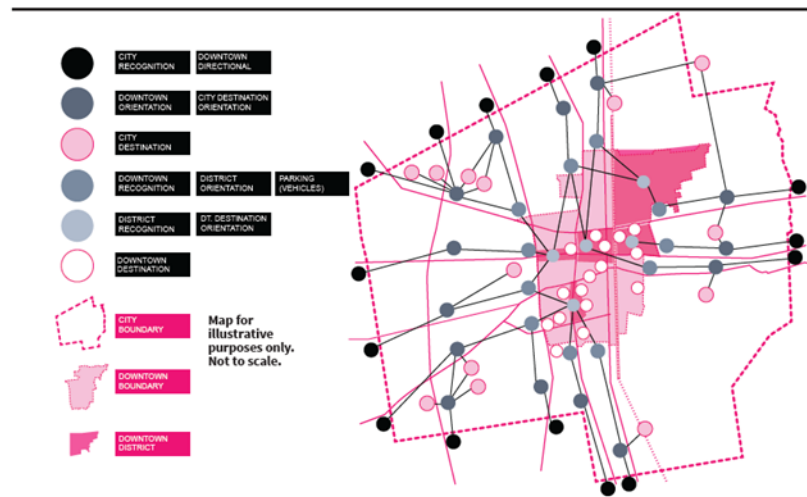 CITY
RECOGNITION
DOWNTOWN
DIRECTIONAL
DOWNTOWN
ORIENTATION
CITY DESTINATION
ORIENTATION
CITY
DESTINATION
DOWNTOWN
RECOGNITION
DISTRICT
ORIENTATION
PARKING
(VEHICLES)
DISTRICT
RECOGNITION
DT. DESTINATION
ORIENTATION
DOWNTOWN
DESTINATION
CITY
BOUNDARY
Map for
illustrative
purposes only.
Not to scale.
DOWNTOWN
BOUNDARY
DOWNTOWN
DISTRICT